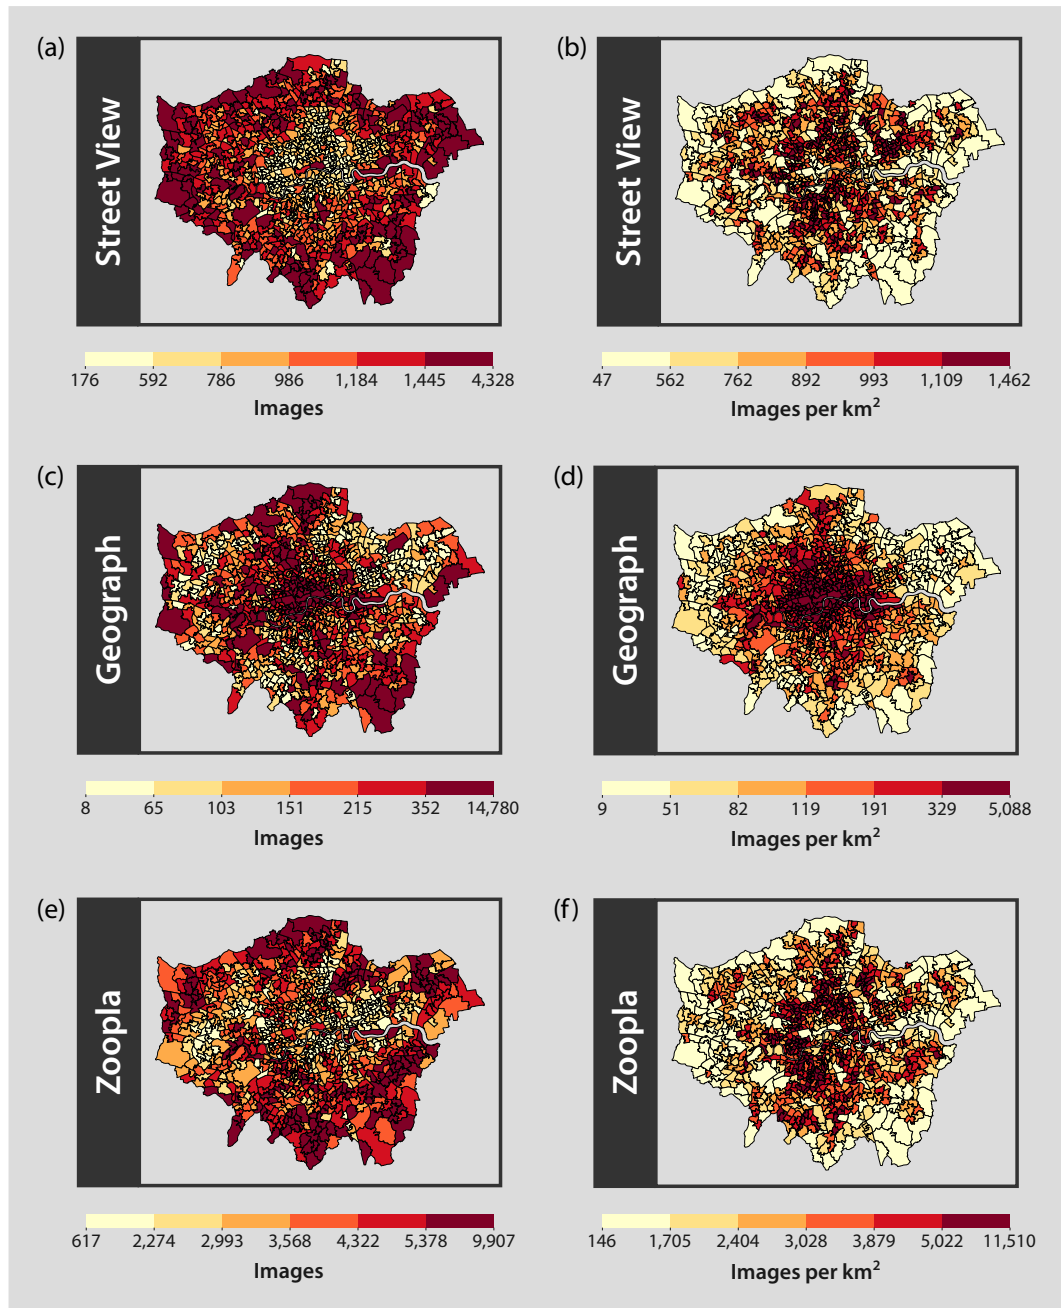 (a)
Street View
176 592 786 986 1,184 1,445 4,328
Images
(b)
Street View
47 562 762 892 993 1,109 1,462
Images per km²
(c)
Geograph
8 65 103 151 215 352 14,780
Images
(d)
Geograph
9 51 82 119 191 329 5,088
Images per km²
(e)
Zoopla
617 2,274 2,993 3,568 4,322 5,378 9,907
Images
(f)
Zoopla
146 1,705 2,404 3,028 3,879 5,022 11,510
Images per km²